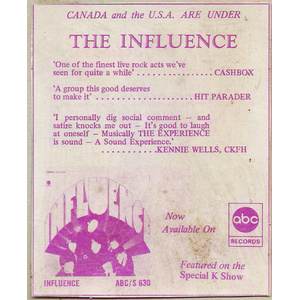 CANADA and the U.S.A. ARE UNDER
THE INFLUENCE
'One of the finest live rock acts we've
seen for quite a while' ..................CASHBOX
'A group this good deserves
to make it' ........................HIT PARADER
'I personally dig social comment — and
satire knocks me out — It's good to laugh
at oneself — Musically THE EXPERIENCE
is sound — A Sound Experience.'
............KENNIE WELLS, CKFH
INFLUENCE
INFLUENCE ABC/S 630
Now
Available On
abc
RECORDS
Featured on the
Special K Show